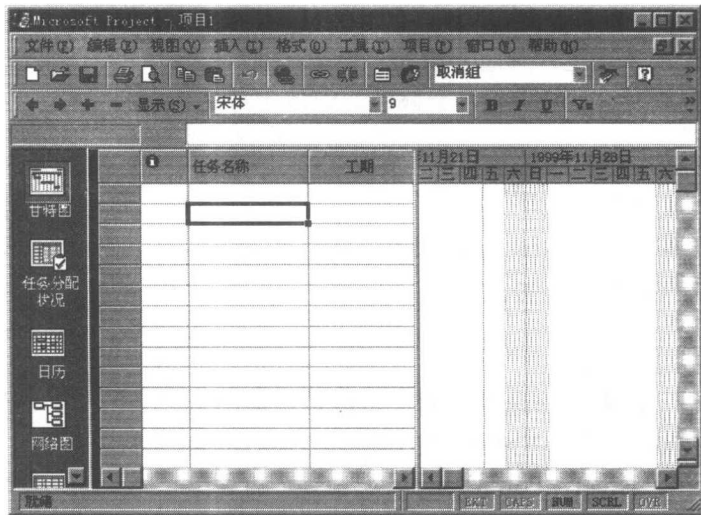 Microsoft Project - 项目1
文件(F) 编辑(E) 视图(V) 插入(I) 格式(O) 工具(T) 项目(P) 窗口(W) 帮助(H)
取消组
显示(S) 宋体 9 B I U
任务名称 工期
11月21日 1999年11月28日
二 三 四 五 六 日 一 二 三 四 五 六
甘特图
任务分配
状况
日历
网络图
就绪 EXT CAPS NUM SCRL OVR